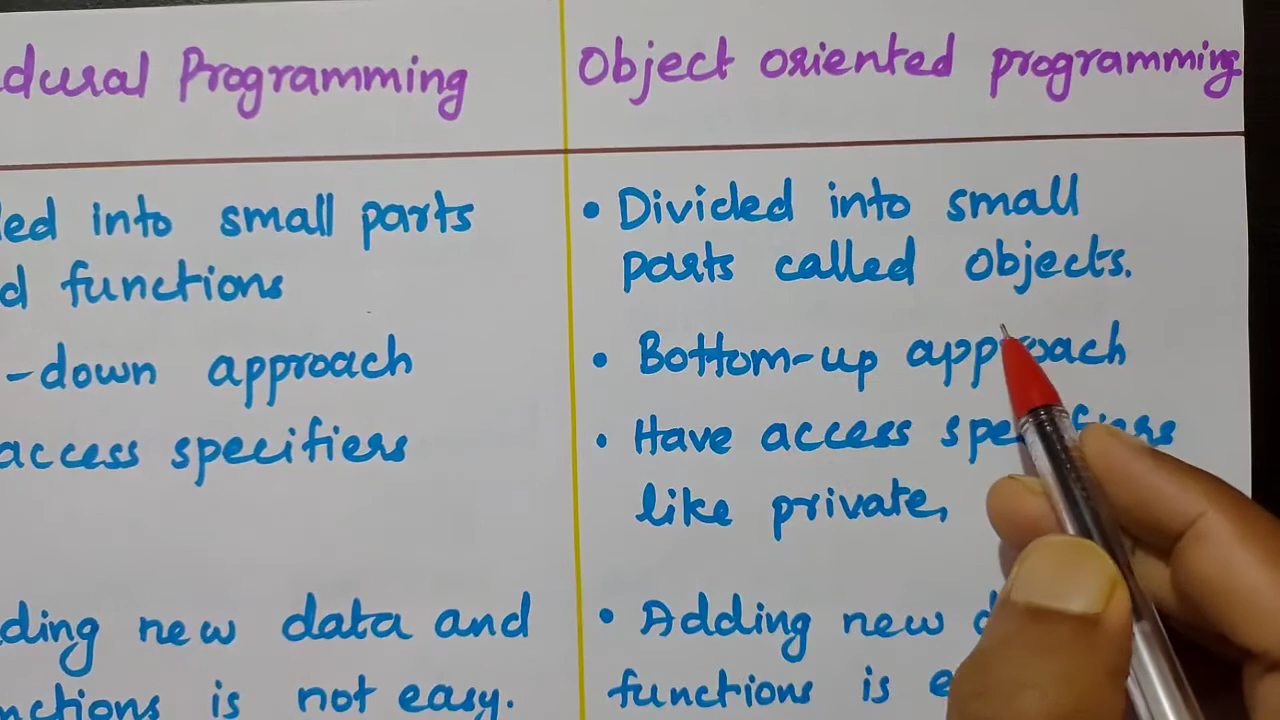 dural Programming
Object oriented programming
ed into small parts
d functions
-down approach
access specifiers
ding new data and
nctions is not easy.
• Divided into small
parts called objects.
• Bottom-up approach
• Have access specifiers
like private,
• Adding new
functions is